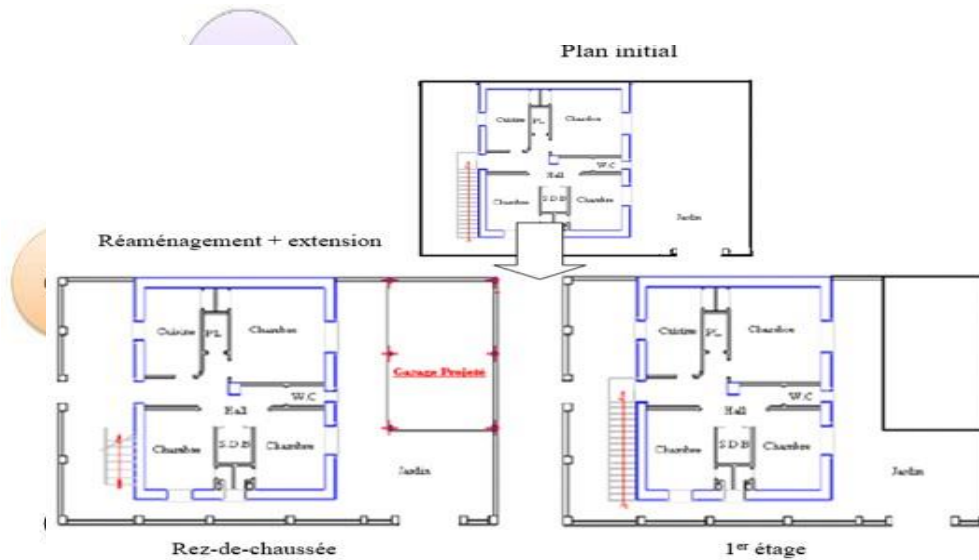 Plan initial
Cuisine
PL
Chambre
W.C
Hall
Chambre
S.D.B
Chambre
Jardin
Réaménagement + extension
Cuisine
PL
Chambre
Garage Projeté
W.C
Hall
Chambre
S.D.B
Chambre
Jardin
Cuisine
PL
Chambre
W.C
Hall
Chambre
S.D.B
Chambre
Jardin
Rez-de-chaussée
1er étage